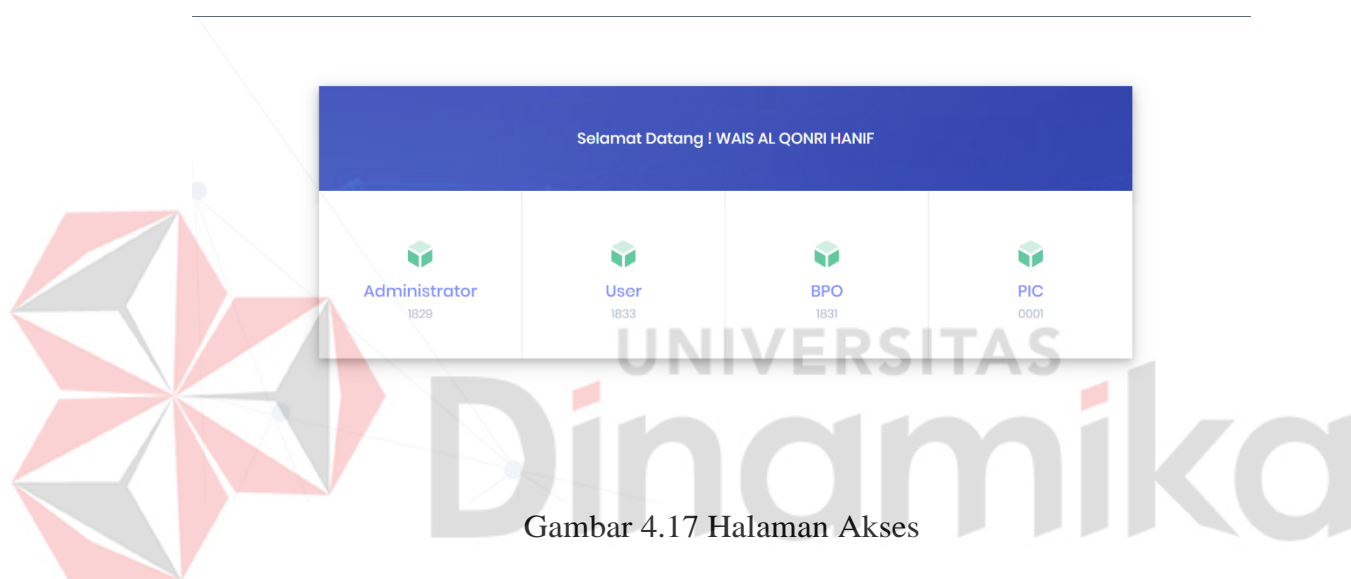 Selamat Datang ! WAIS AL QONRI HANIF
Administrator
1829
User
1833
BPO
1831
PIC
0001
UNIVERSITAS
Dinamika
Gambar 4.17 Halaman Akses